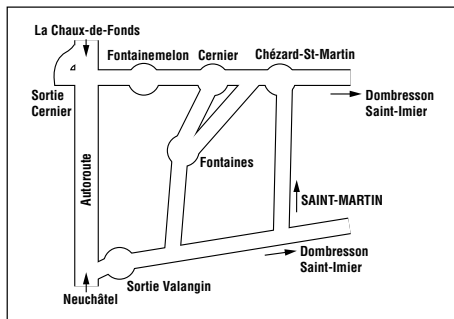 La Chaux-de-Fonds
Fontainemelon
Cernier
Chézard-St-Martin
Sortie
Cernier
Dombresson
Saint-Imier
Fontaines
Autoroute
SAINT-MARTIN
Dombresson
Saint-Imier
Sortie Valangin
Neuchâtel